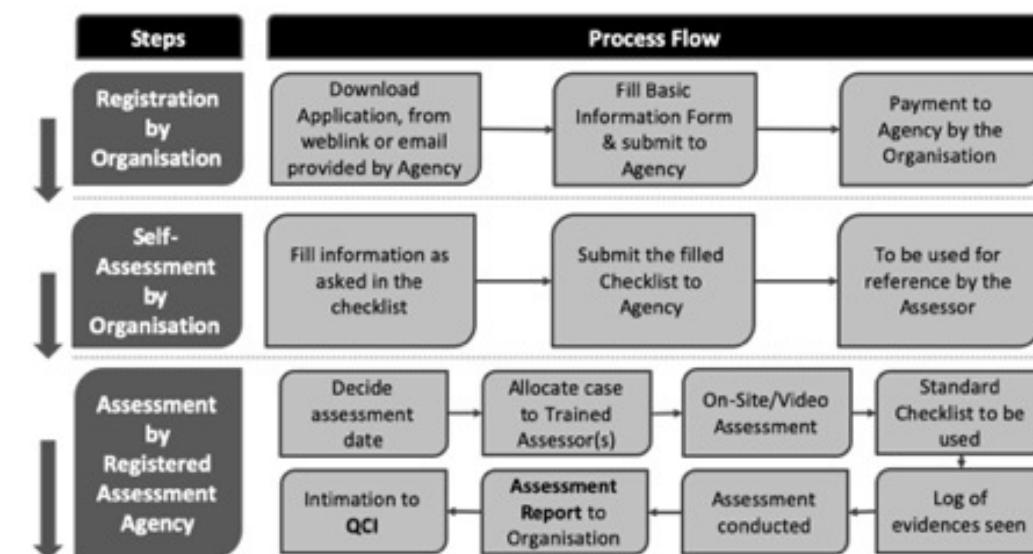 Steps
Process Flow
Registration
by
Organisation
Download
Application, from
weblink or email
provided by Agency
Fill Basic
Information Form
& submit to
Agency
Payment to
Agency by the
Organisation
Self-
Assessment
by
Organisation
Fill information as
asked in the
checklist
Submit the filled
Checklist to
Agency
To be used for
reference by the
Assessor
Assessment
by
Registered
Assessment
Agency
Decide
assessment
date
Allocate case
to Trained
Assessor(s)
On-Site/Video
Assessment
Standard
Checklist to be
used
Log of
evidences seen
Assessment
conducted
Assessment
Report to
Organisation
Intimation to
QCI